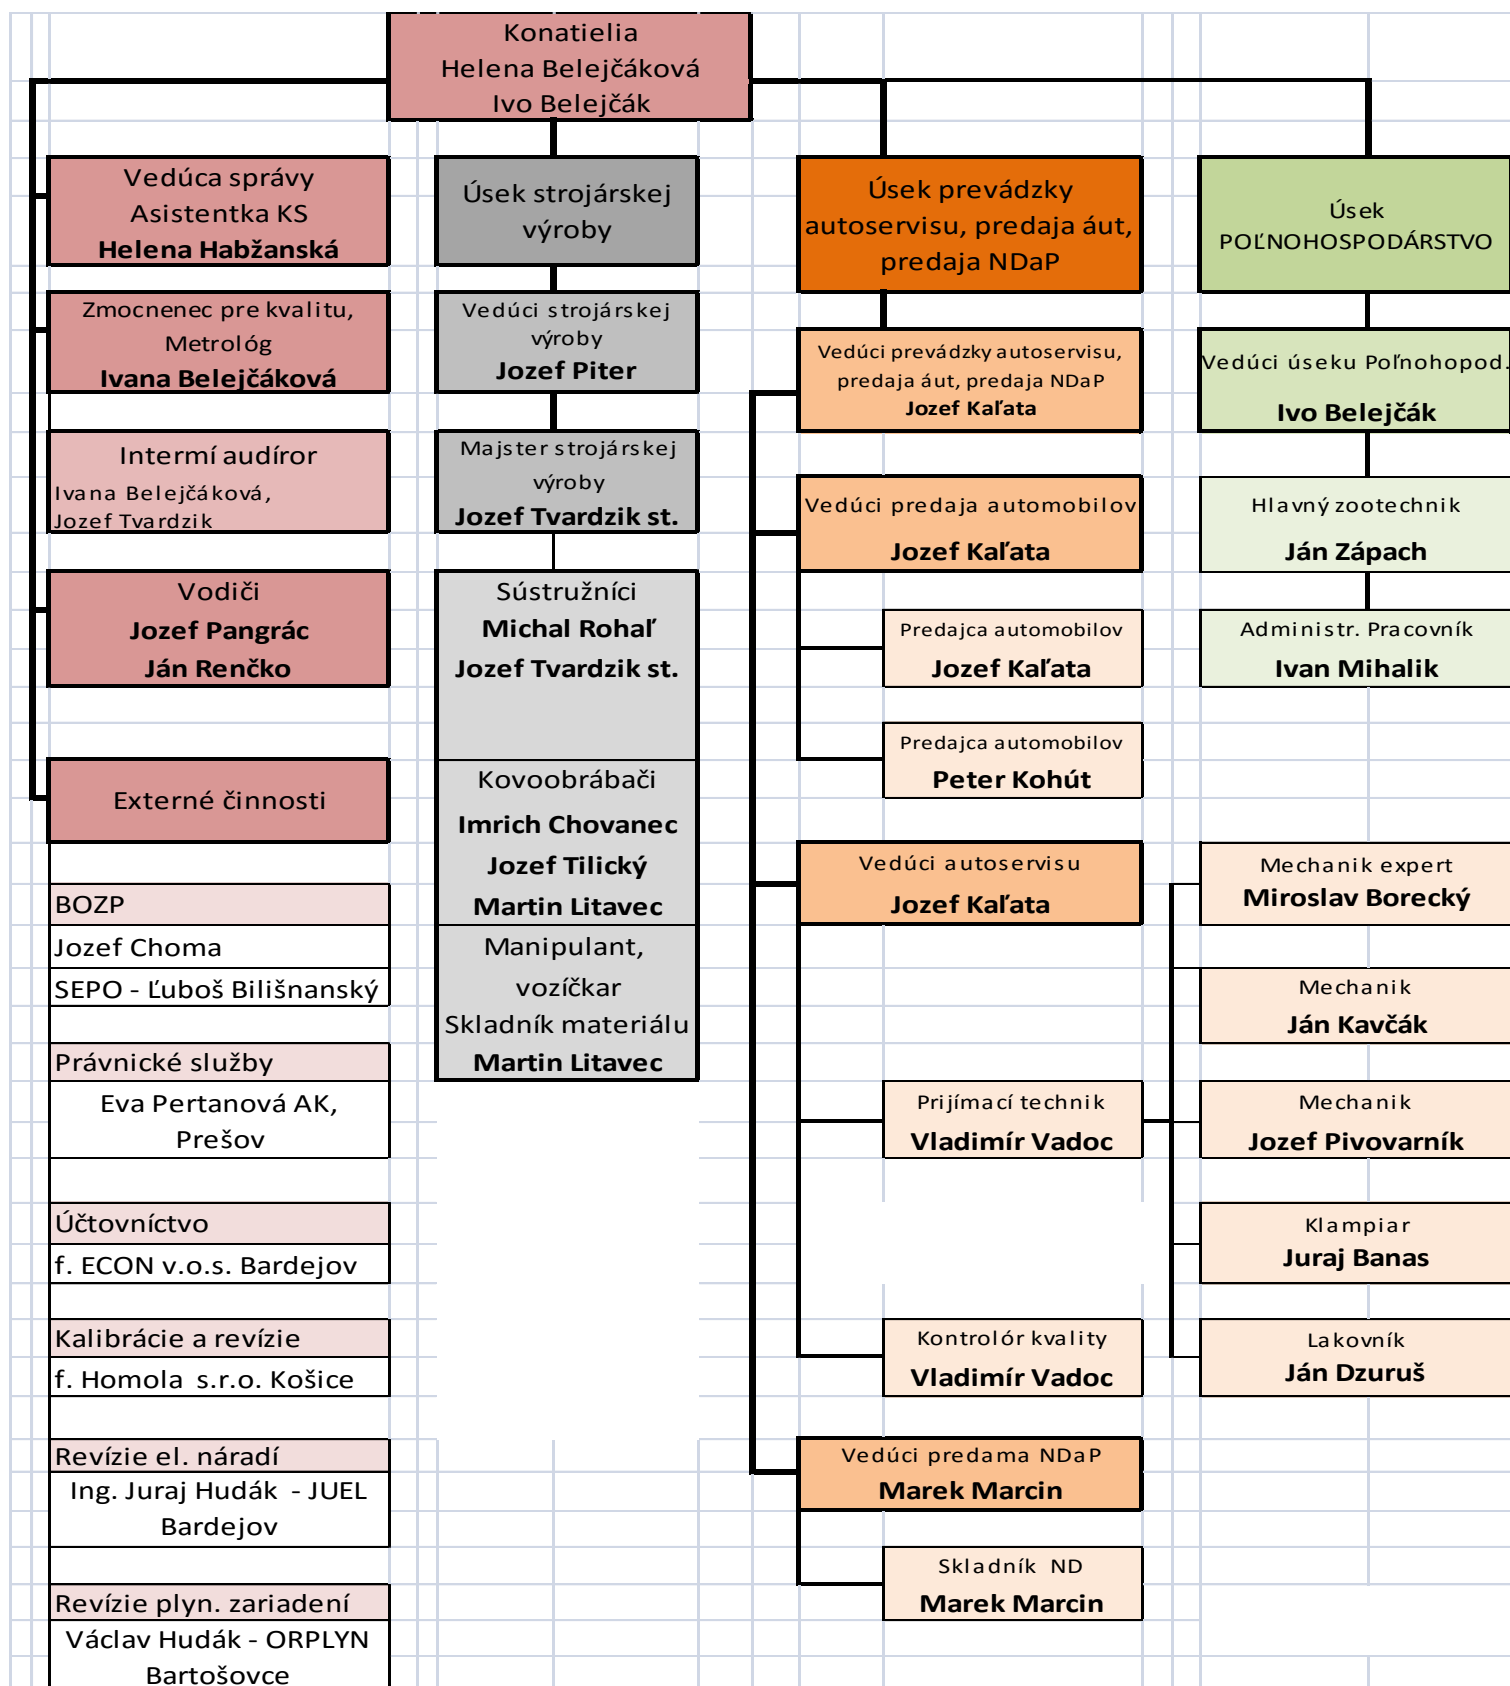 Konatielia
Helena Belejčáková
Ivo Belejčák
Vedúca správy
Asistentka KS
Helena Habžanská
Zmocnenec pre kvalitu,
Metrológ
Ivana Belejčáková
Intermí audíror
Ivana Belejčáková,
Jozef Tvardzik
Vodiči
Jozef Pangrác
Ján Renčko
Externé činnosti
BOZP
Jozef Choma
SEPO - Ľuboš Bilišnanský
Právnické služby
Eva Pertanová AK,
Prešov
Účtovníctvo
f. ECON v.o.s. Bardejov
Kalibrácie a revízie
f. Homola  s.r.o. Košice
Revízie el. náradí
Ing. Juraj Hudák  - JUEL
Bardejov
Revízie plyn. zariadení
Václav Hudák - ORPLYN
Bartošovce
Úsek strojárskej
výroby
Vedúci strojárskej
výroby
Jozef Piter
Majster strojárskej
výroby
Jozef Tvardzik st.
Sústružníci
Michal Rohaľ
Jozef Tvardzik st.
Kovoobrábači
Imrich Chovanec
Jozef Tilický
Martin Litavec
Manipulant,
vozíčkar
Skladník materiálu
Martin Litavec
Úsek prevádzky
autoservisu, predaja áut,
predaja NDaP
Vedúci prevádzky autoservisu,
predaja áut, predaja NDaP
Jozef Kaľata
Vedúci predaja automobilov
Jozef Kaľata
Predajca automobilov
Jozef Kaľata
Predajca automobilov
Peter Kohút
Vedúci autoservisu
Jozef Kaľata
Prijímací technik
Vladimír Vadoc
Kontrolór kvality
Vladimír Vadoc
Vedúci predama NDaP
Marek Marcin
Skladník  ND
Marek Marcin
Úsek
POĽNOHOSPODÁRSTVO
Vedúci úseku Poľnohopod.
Ivo Belejčák
Hlavný zootechnik
Ján Zápach
Administr. Pracovník
Ivan Mihalik
Mechanik expert
Miroslav Borecký
Mechanik
Ján Kavčák
Mechanik
Jozef Pivovarník
Klampiar
Juraj Banas
Lakovník
Ján Dzuruš